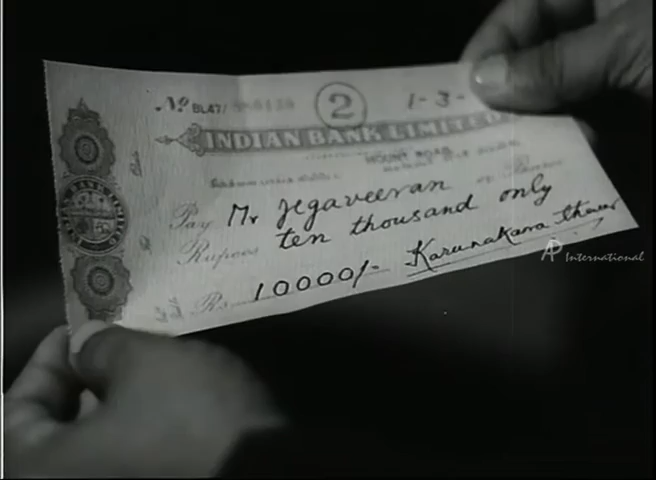 No BL47/
2
1-3-
INDIAN BANK LIMITED
MOUNT ROAD
Pay Mr Jegaveeran
Rupees ten thousand only
Rs. 10000/- Karunakara Thevar
AP International